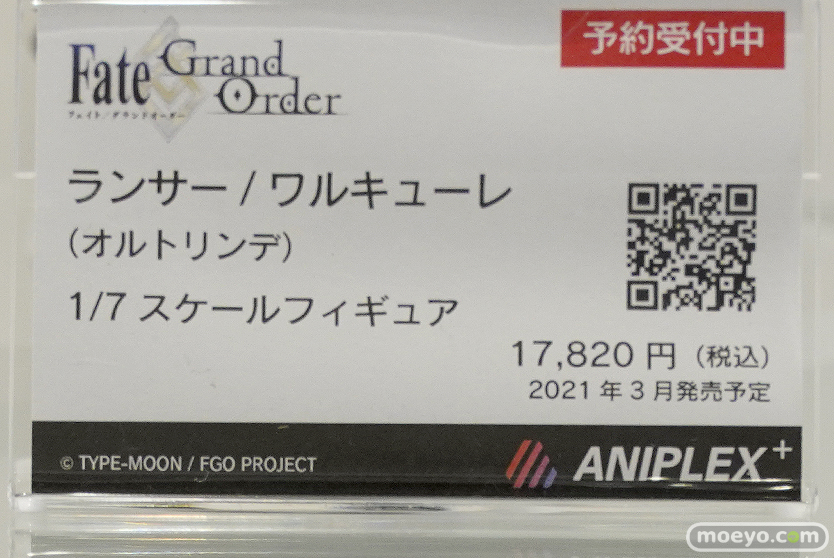 予約受付中
Fate Grand Order
フェイト/グランドオーダー
ランサー / ワルキューレ
(オルトリンデ)
1/7 スケールフィギュア
17,820 円 (税込)
2021 年 3 月発売予定
© TYPE-MOON / FGO PROJECT
ANIPLEX+
moeyo.com